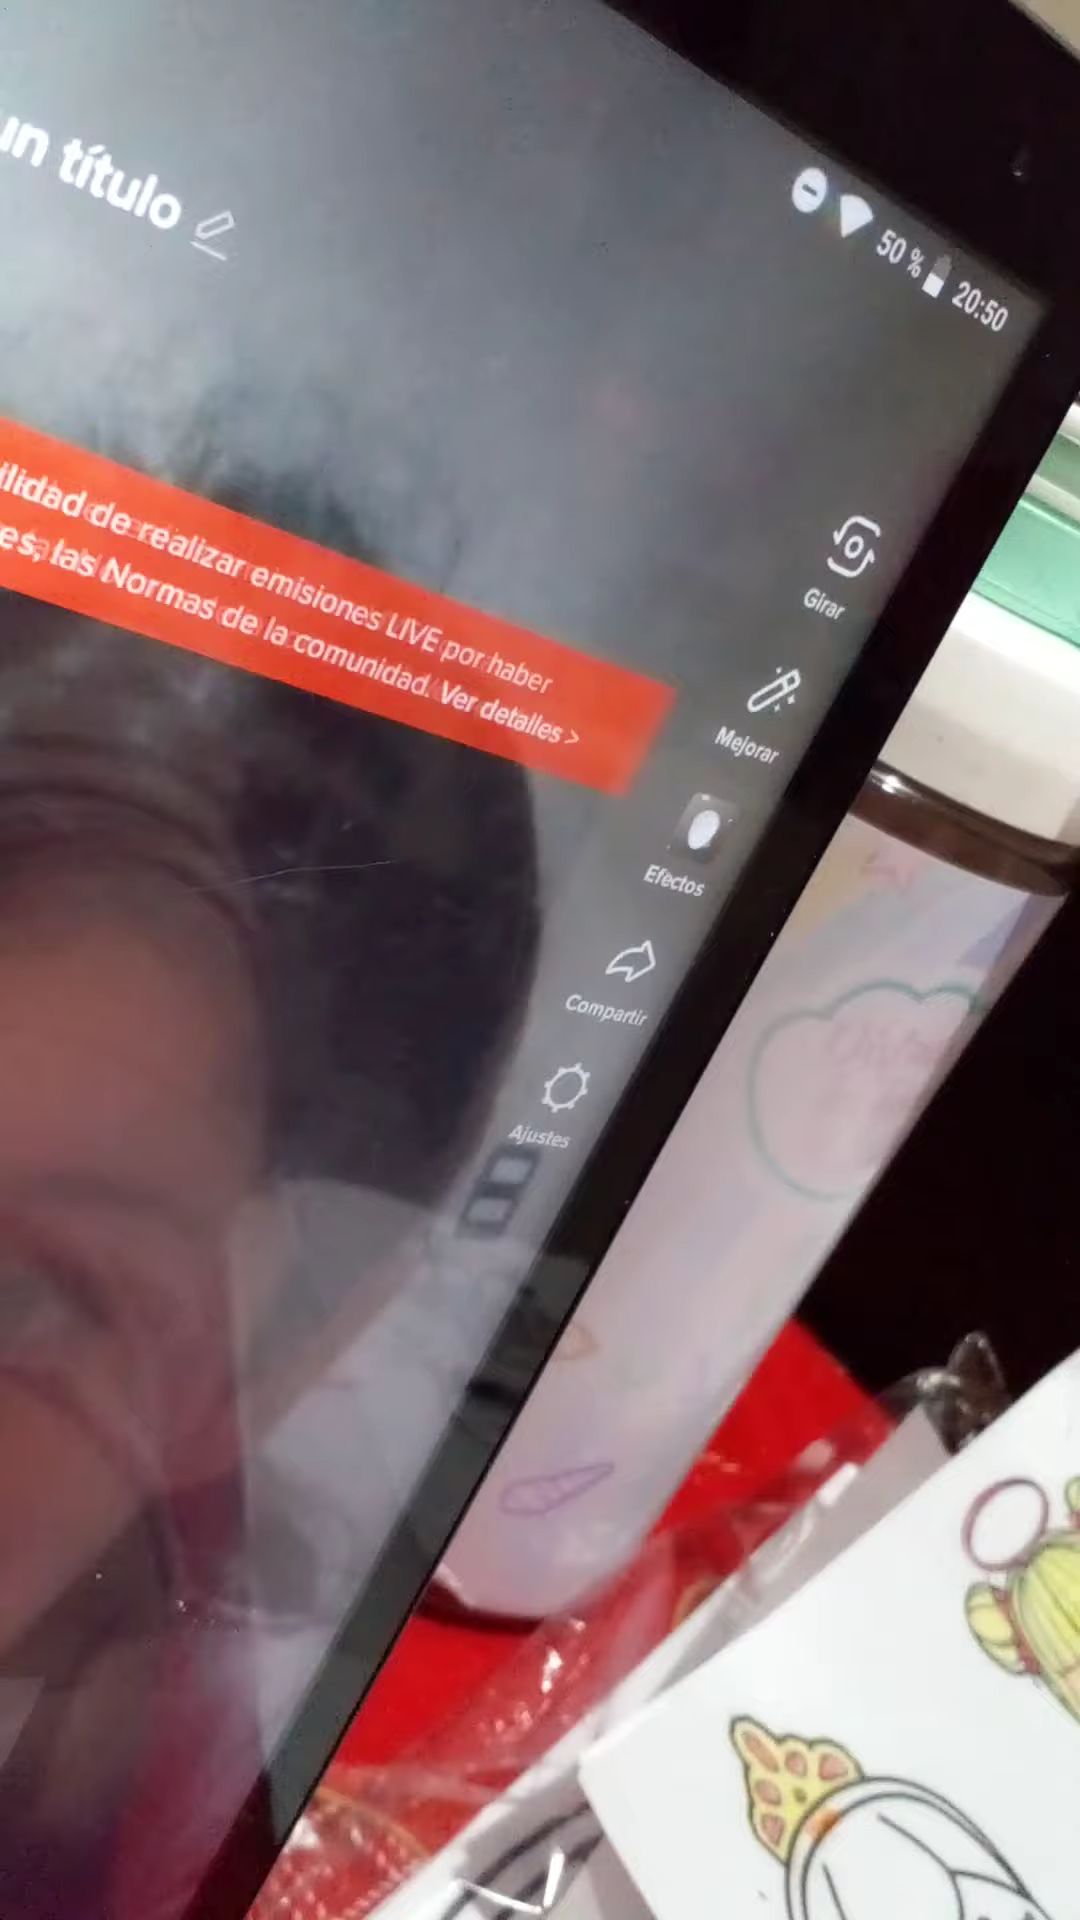 un título
50 % 20:50
ilidad de realizar emisiones LIVE por haber
es, las Normas de la comunidad. Ver detalles >
Girar
Mejorar
Efectos
Compartir
Ajustes